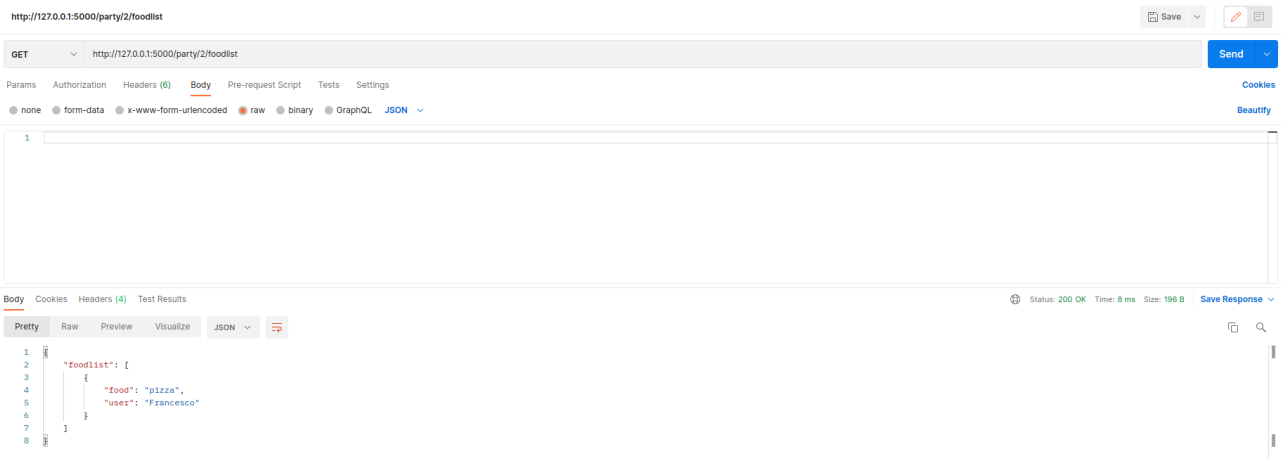 http://127.0.0.1:5000/party/2/foodlist
Save
GET http://127.0.0.1:5000/party/2/foodlist Send
Params Authorization Headers (6) Body Pre-request Script Tests Settings Cookies
none form-data x-www-form-urlencoded raw binary GraphQL JSON Beautify
1
Body Cookies Headers (4) Test Results Status: 200 OK Time: 8 ms Size: 196 B Save Response
Pretty Raw Preview Visualize JSON
1 {
2 "foodlist": [
3 {
4 "food": "pizza",
5 "user": "Francesco"
6 }
7 ]
8 }